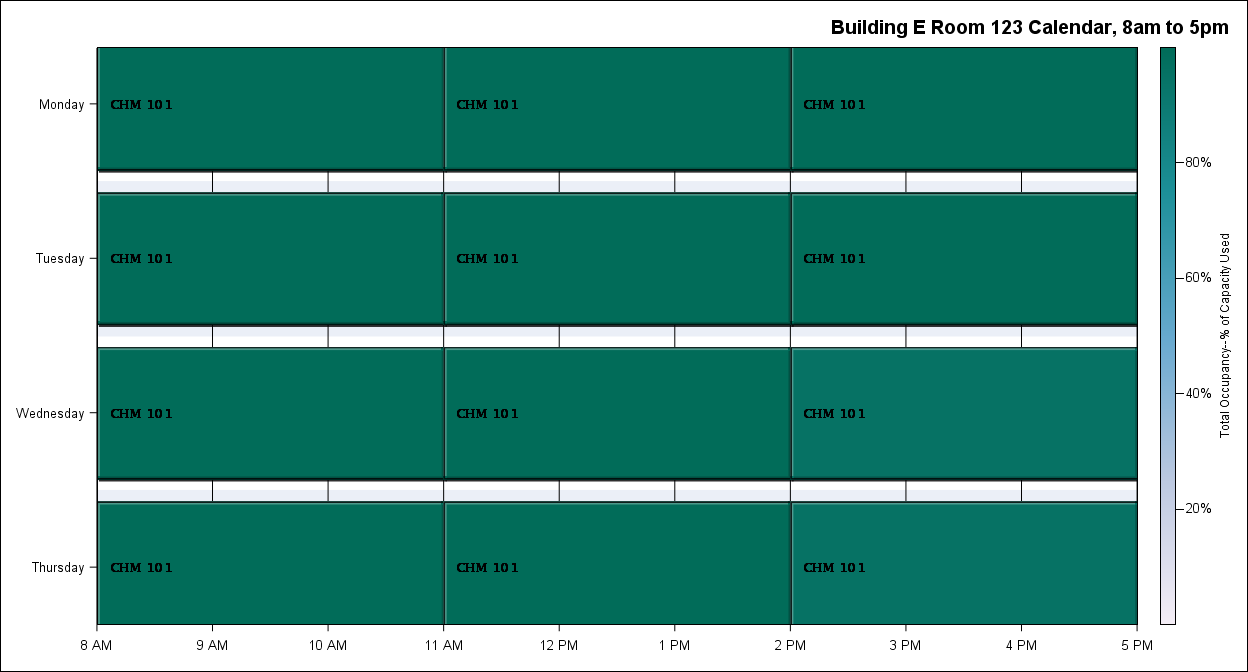 Building E Room 123 Calendar, 8am to 5pm
Monday
CHM 101
CHM 101
CHM 101
Tuesday
CHM 101
CHM 101
CHM 101
Wednesday
CHM 101
CHM 101
CHM 101
Thursday
CHM 101
CHM 101
CHM 101
8 AM
9 AM
10 AM
11 AM
12 PM
1 PM
2 PM
3 PM
4 PM
5 PM
80%
60%
40%
20%
Total Occupancy--% of Capacity Used